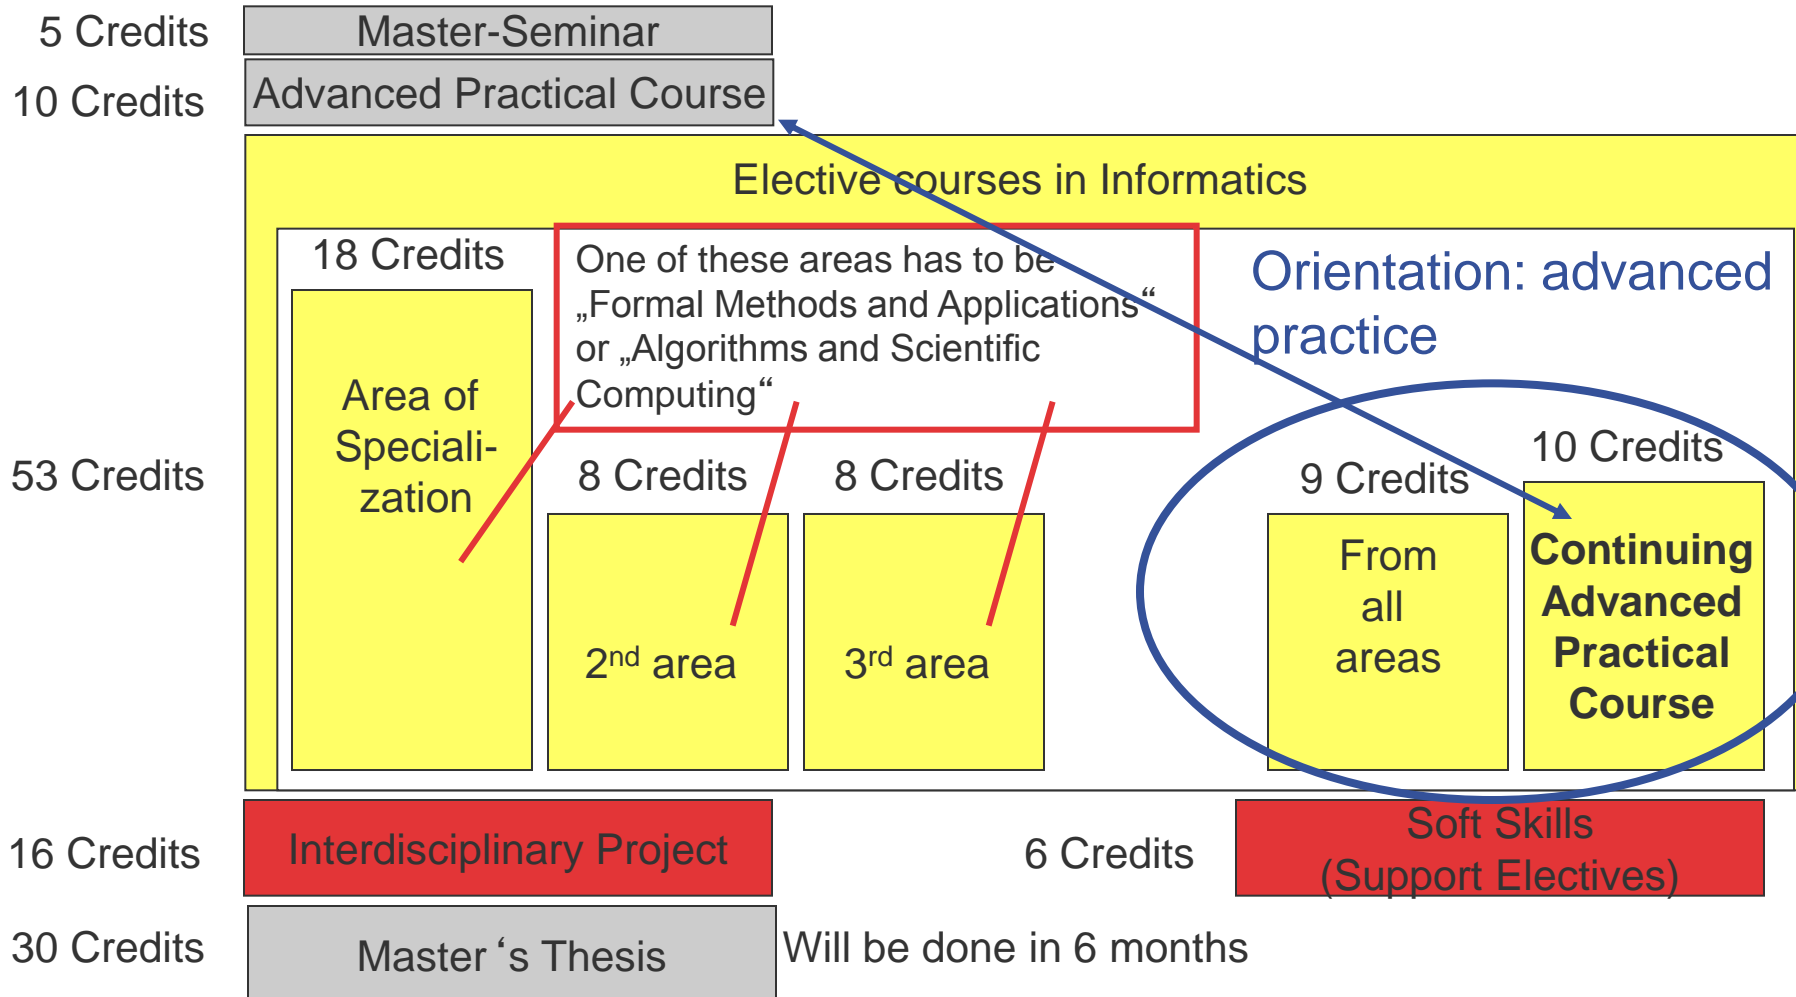 5 Credits
Master-Seminar
10 Credits
Advanced Practical Course
Elective courses in Informatics
18 Credits
One of these areas has to be
„Formal Methods and Applications“
or „Algorithms and Scientific
Computing“
Orientation: advanced
practice
53 Credits
Area of
Speciali-
zation
8 Credits
2nd area
8 Credits
3rd area
9 Credits
From
all
areas
10 Credits
Continuing
Advanced
Practical
Course
16 Credits
Interdisciplinary Project
6 Credits
Soft Skills
(Support Electives)
30 Credits
Master‘s Thesis
Will be done in 6 months